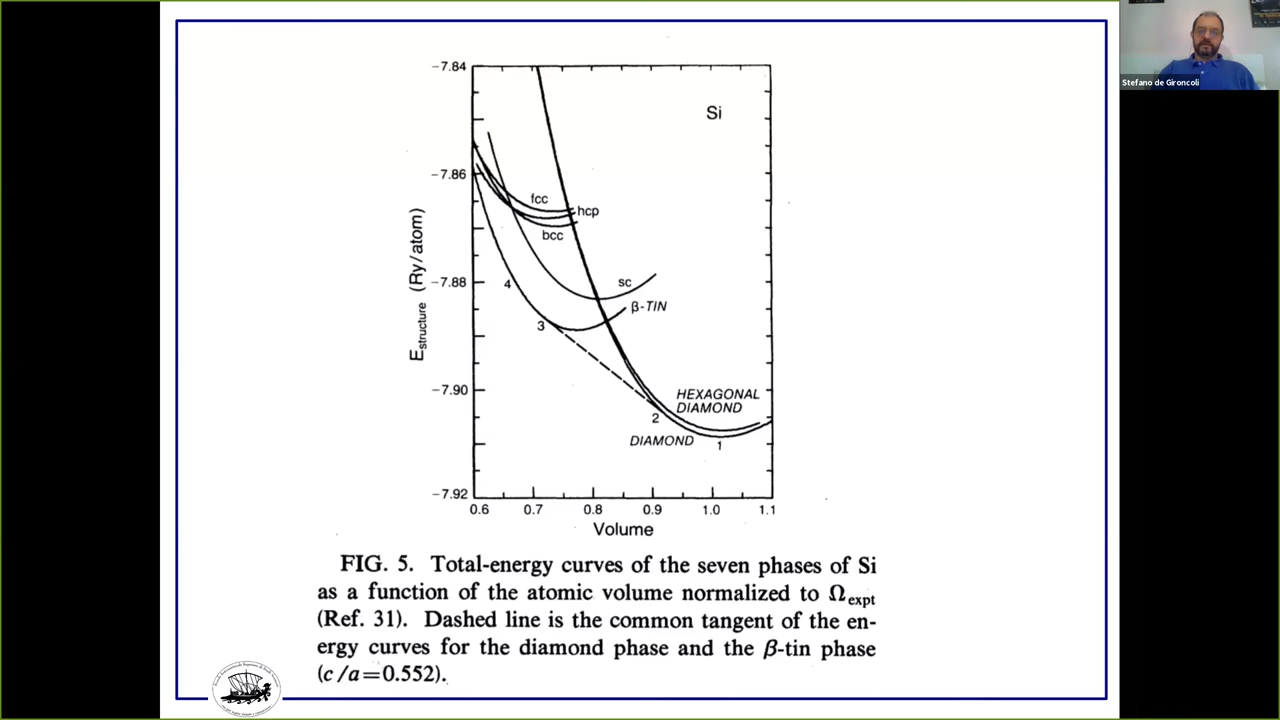 Stefano de Gironcoli
−7.84
Si
−7.86
fcc
hcp
bcc
−7.88
4
sc
β-TIN
3
−7.90
HEXAGONAL
DIAMOND
2
DIAMOND
1
−7.92
0.6 0.7 0.8 0.9 1.0 1.1
Estructure (Ry/atom)
Volume
FIG. 5. Total-energy curves of the seven phases of Si
as a function of the atomic volume normalized to Ωexpt
(Ref. 31). Dashed line is the common tangent of the en-
ergy curves for the diamond phase and the β-tin phase
(c/a=0.552).